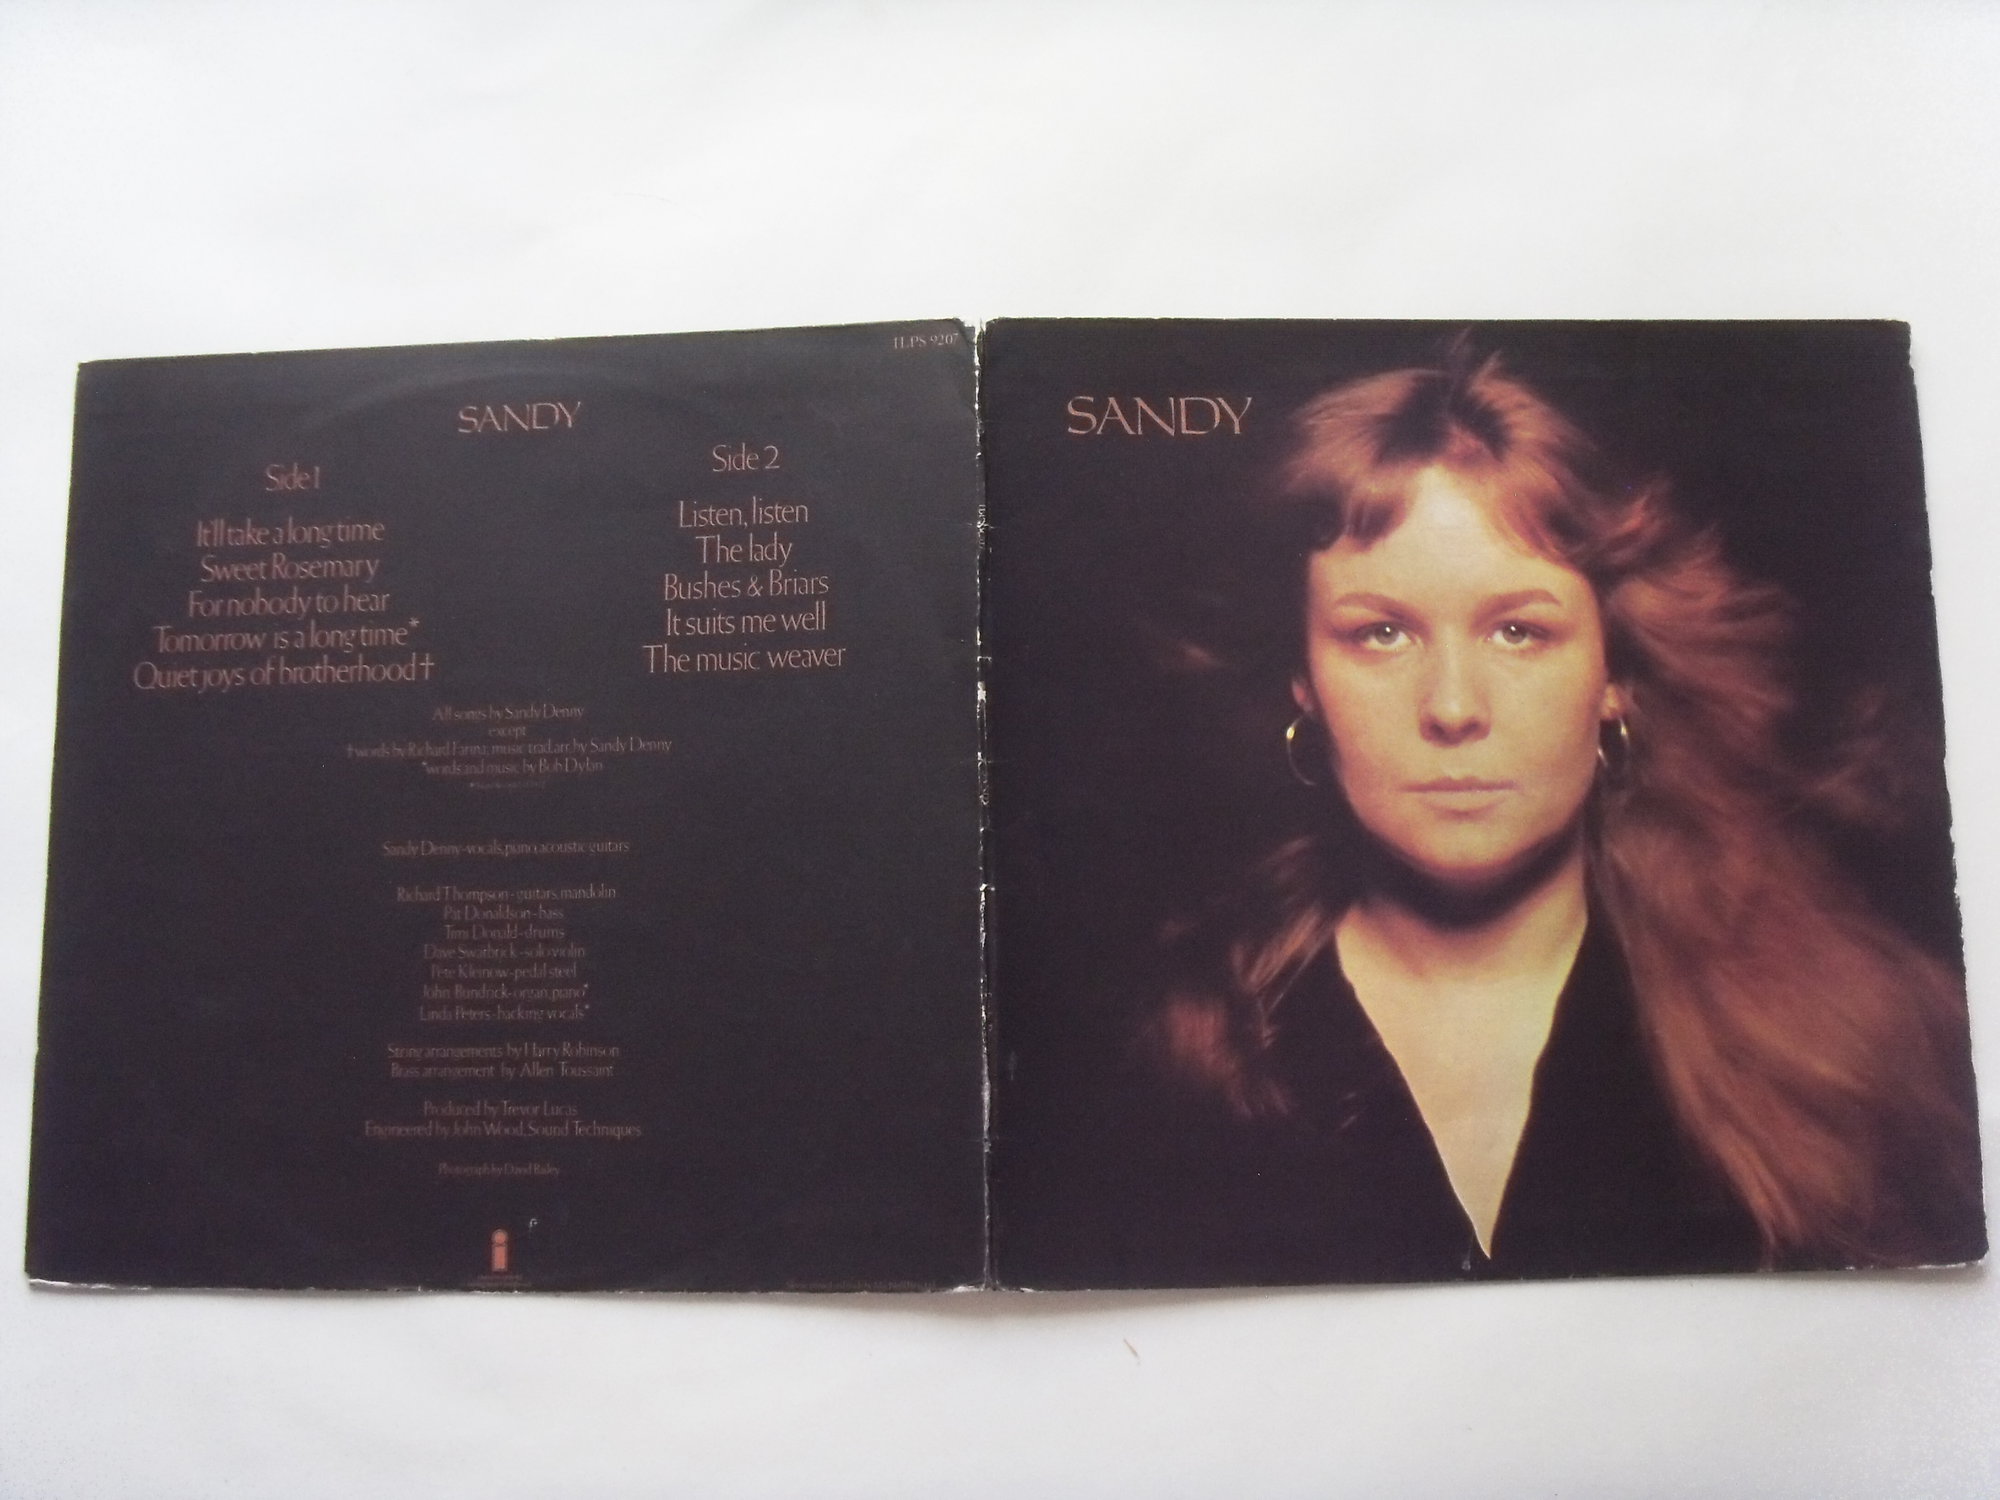 ILPS 9207
SANDY
Side 1
It'll take a long time
Sweet Rosemary
For nobody to hear
Tomorrow is a long time*
Quiet joys of brotherhood †
Side 2
Listen, listen
The lady
Bushes & Briars
It suits me well
The music weaver
All songs by Sandy Denny
except
† words by Richard Farina; music trad. arr. by Sandy Denny
*words and music by Bob Dylan
Sandy Denny-vocals, piano, acoustic guitars
Richard Thompson-guitars, mandolin
Pat Donaldson-bass
Timi Donald-drums
Dave Swarbrick-solo violin
Pete Kleinow-pedal steel
John Bundrick-organ, piano*
Linda Peters-backing vocals*
String arrangements by Harry Robinson
Brass arrangement by Allen Toussaint
Produced by Trevor Lucas
Engineered by John Wood, Sound Techniques
Photograph by David Bailey
i
SANDY